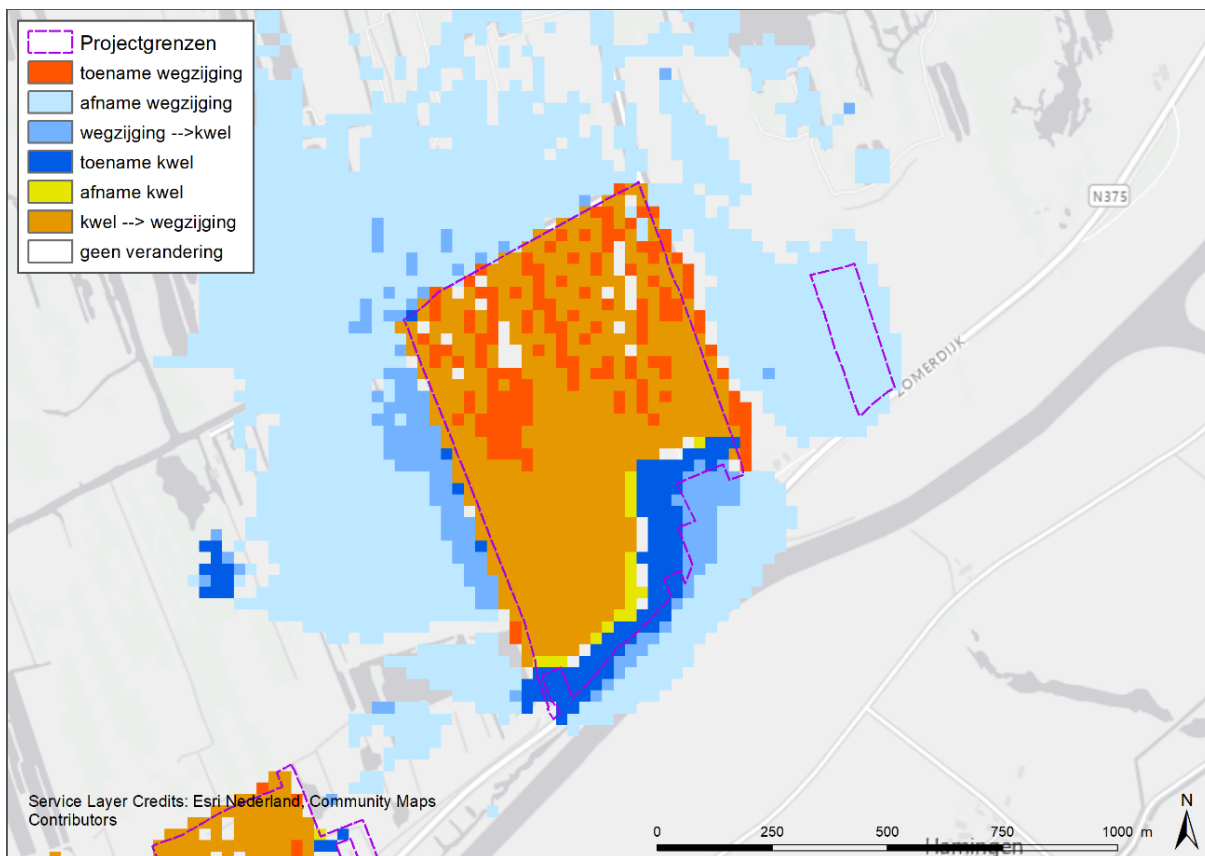 Projectgrenzen
toename wegzijging
afname wegzijging
wegzijging -->kwel
toename kwel
afname kwel
kwel --> wegzijging
geen verandering
N375
ZOMERDIJK
Service Layer Credits: Esri Nederland, Community Maps
Contributors
N
0 250 500 750 1000 m
Hamingen